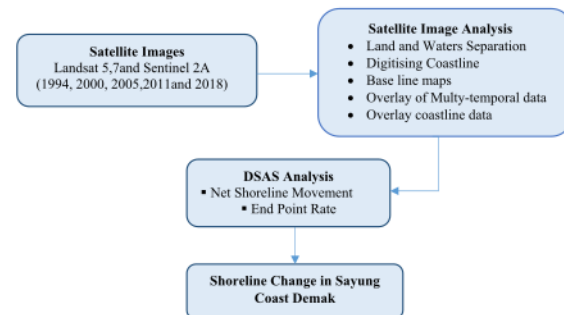 Satellite Images
Landsat 5,7and Sentinel 2A
(1994, 2000, 2005,2011and 2018)
Satellite Image Analysis
• Land and Waters Separation
• Digitising Coastline
• Base line maps
• Overlay of Multy-temporal data
• Overlay coastline data
DSAS Analysis
▪ Net Shoreline Movement
▪ End Point Rate
Shoreline Change in Sayung
Coast Demak